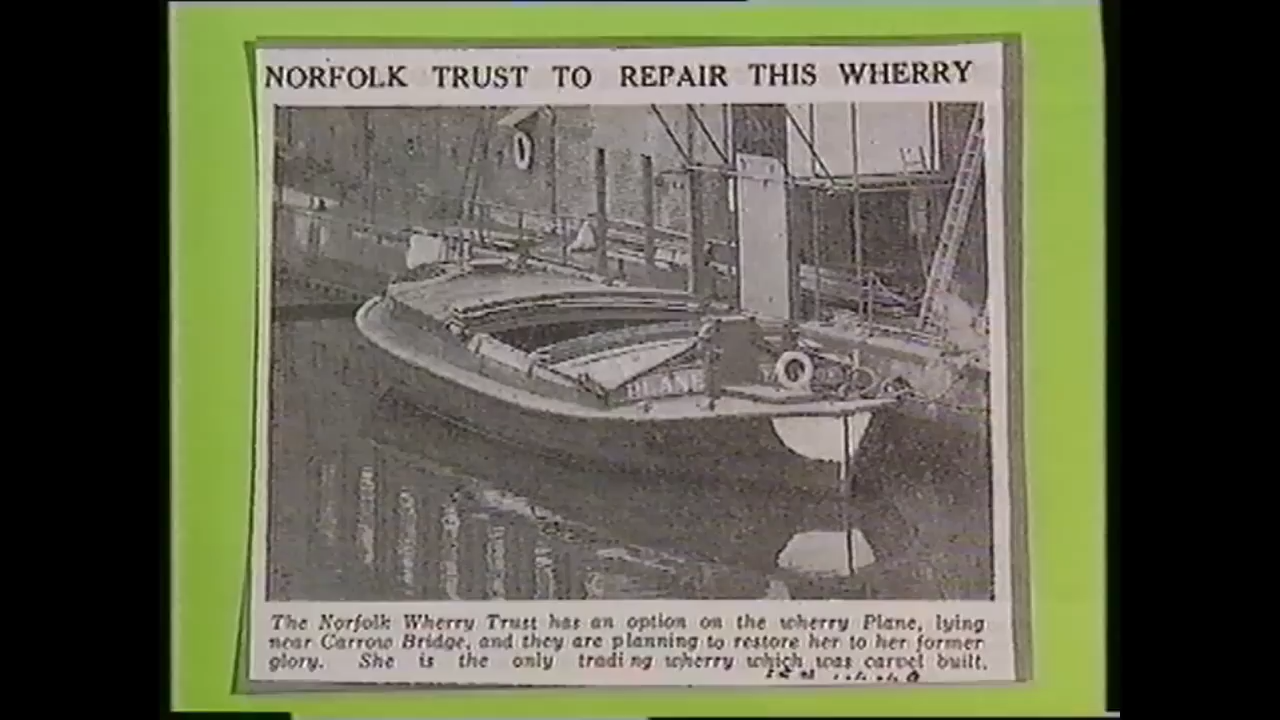 NORFOLK TRUST TO REPAIR THIS WHERRY
PLANE
The Norfolk Wherry Trust has an option on the wherry Plane, lying
near Carrow Bridge, and they are planning to restore her to her former
glory. She is the only trading wherry which was carvel built.